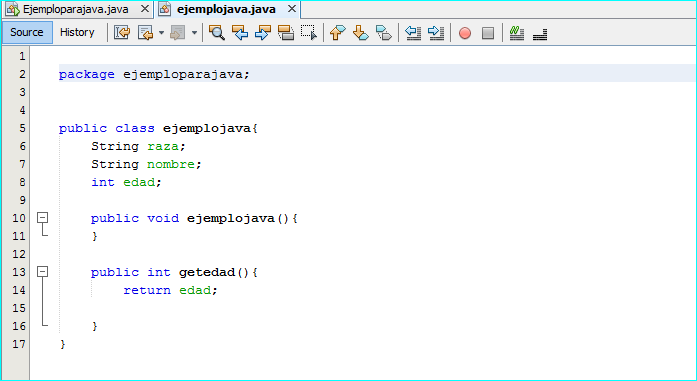 Ejemploparajava.java ejemplojava.java
Source History
1
2 package ejemploparajava;
3
4
5 public class ejemplojava{
6 String raza;
7 String nombre;
8 int edad;
9
10 public void ejemplojava(){
11 }
12
13 public int getedad(){
14 return edad;
15
16 }
17 }